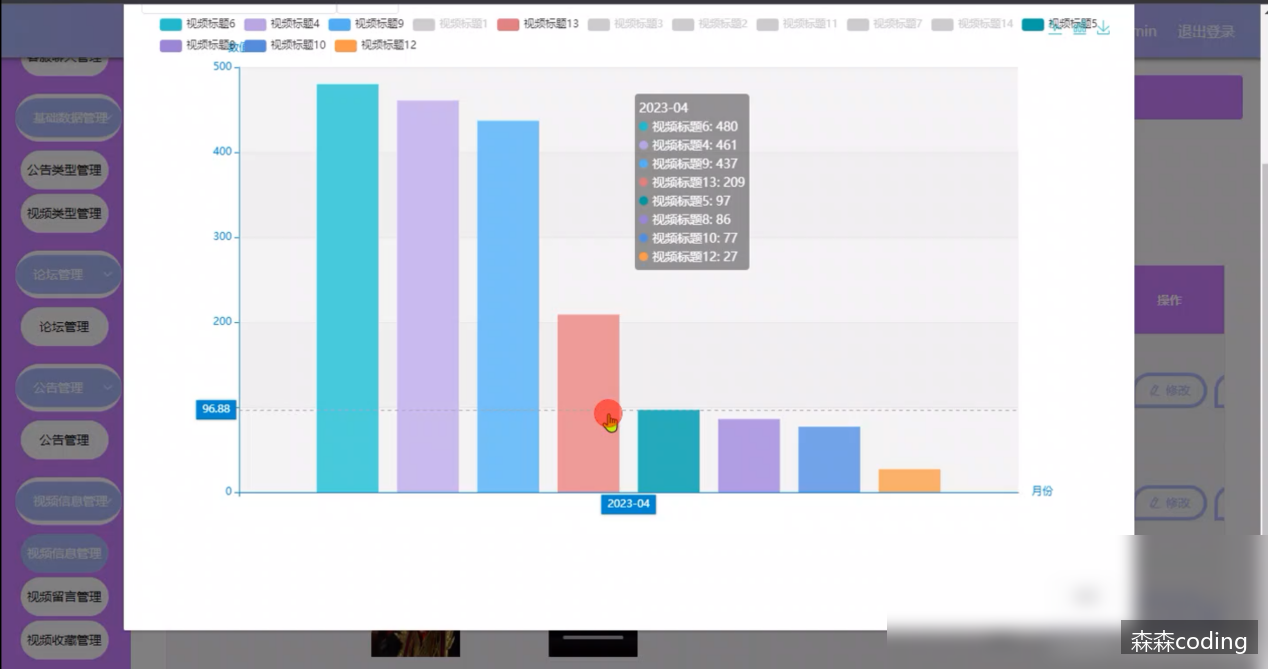 视频标题6 视频标题4 视频标题9 视频标题1 视频标题13 视频标题3 视频标题2 视频标题11 视频标题7 视频标题14 视频标题5
视频标题8 视频标题10 视频标题12
数值
min 退出登录
客服聊天管理
基础数据管理
公告类型管理
视频类型管理
论坛管理
论坛管理
公告管理
公告管理
视频信息管理
视频信息管理
视频留言管理
视频收藏管理
500
400
300
200
96.88
0
2023-04
视频标题6: 480
视频标题4: 461
视频标题9: 437
视频标题13: 209
视频标题5: 97
视频标题8: 86
视频标题10: 77
视频标题12: 27
2023-04
月份
操作
修改
修改
森森coding